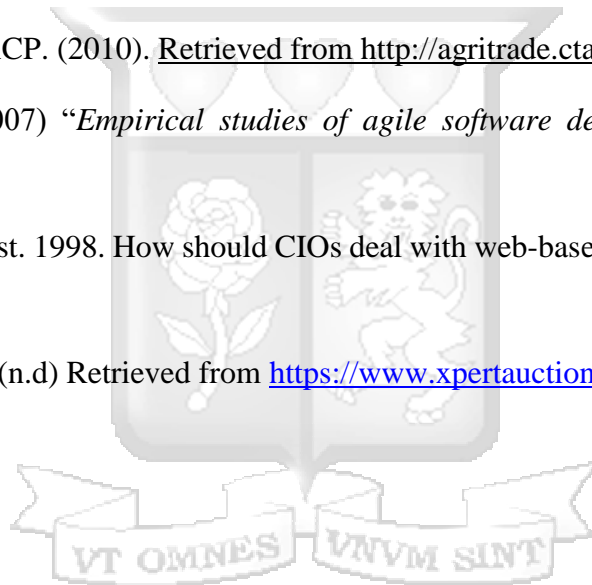 CP. (2010). Retrieved from http://agritrade.cta
007) “Empirical studies of agile software de
st. 1998. How should CIOs deal with web-base
(n.d) Retrieved from https://www.xpertauction
VT OMNES VNVM SINT